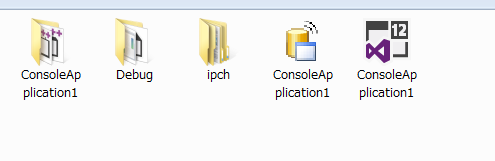 12
ConsoleAp
plication1
Debug
ipch
ConsoleAp
plication1
ConsoleAp
plication1